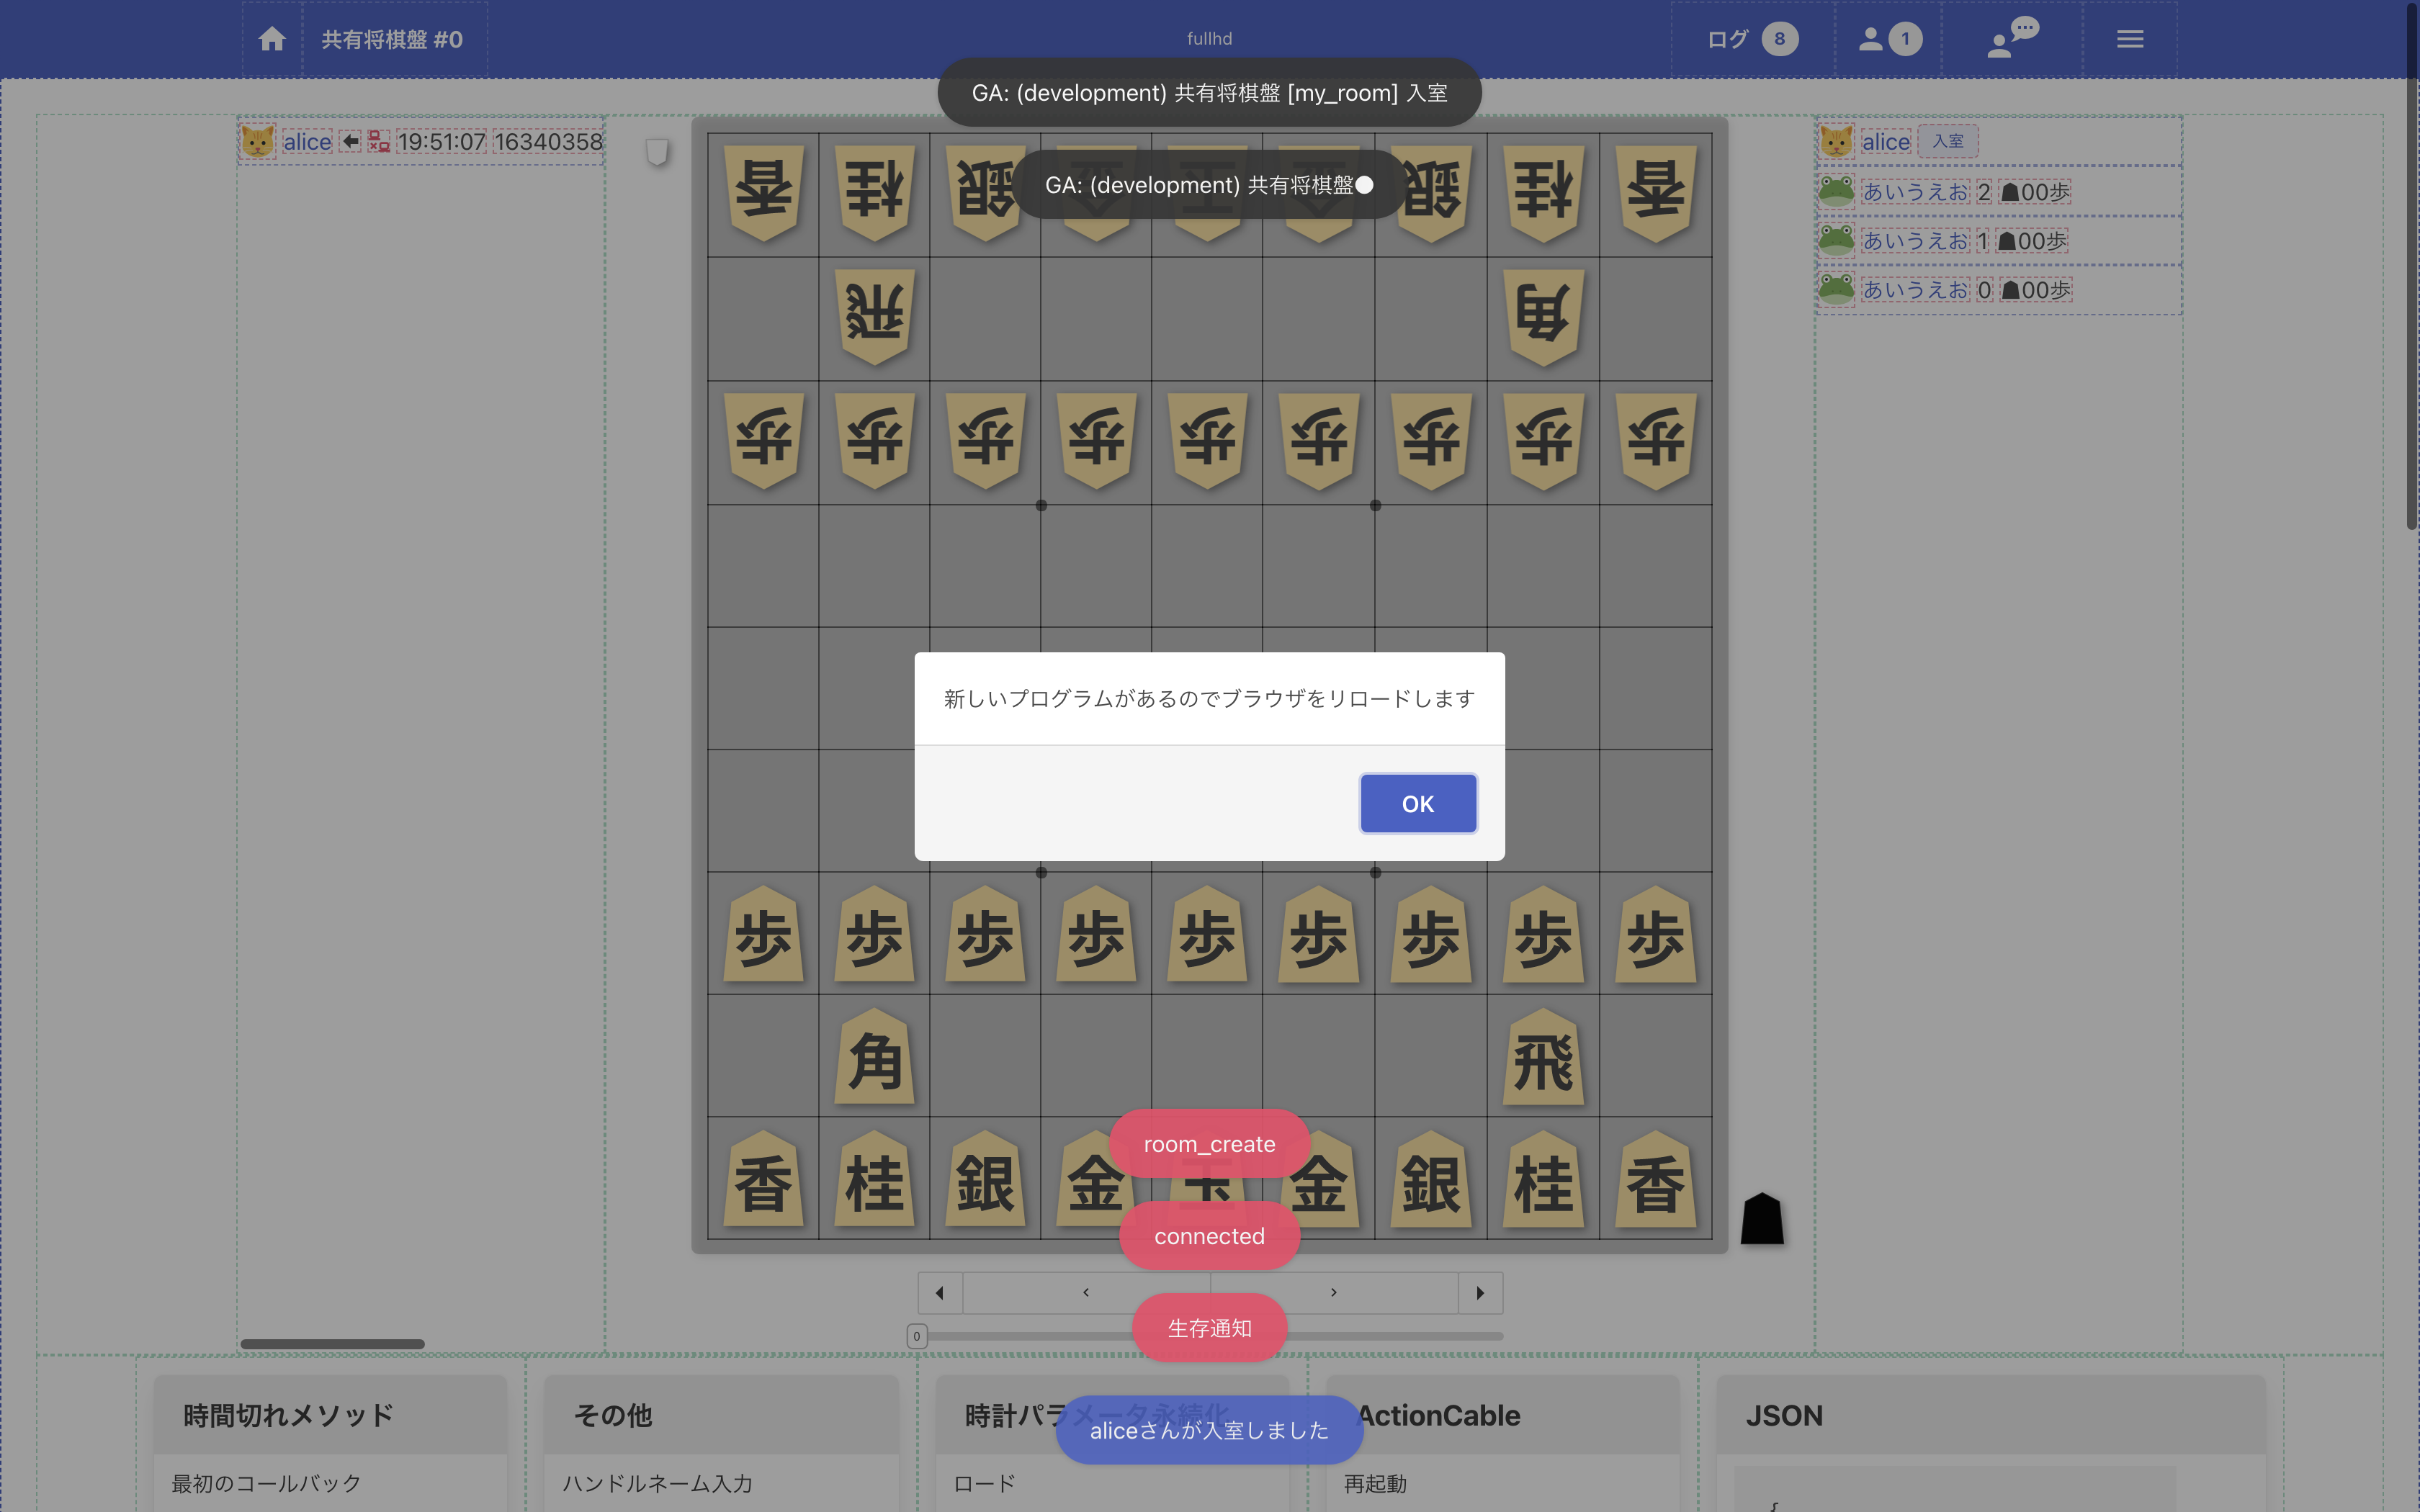 共有将棋盤 #0
fullhd
ログ 8
1
GA: (development) 共有将棋盤 [my_room] 入室
GA: (development) 共有将棋盤
alice 19:51:07 16340358
alice 入室
あいうえお 2 ☗00歩
あいうえお 1 ☗00歩
あいうえお 0 ☗00歩
香 桂 銀 銀 桂 香
飛 角
歩 歩 歩 歩 歩 歩 歩 歩 歩
新しいプログラムがあるのでブラウザをリロードします
OK
歩 歩 歩 歩 歩 歩 歩 歩 歩
角 飛
香 桂 銀 金 玉 金 銀 桂 香
room_create
connected
生存通知
0
aliceさんが入室しました
時間切れメソッド
最初のコールバック
その他
ハンドルネーム入力
時計パラメータ永続化
ロード
ActionCable
再起動
JSON
{